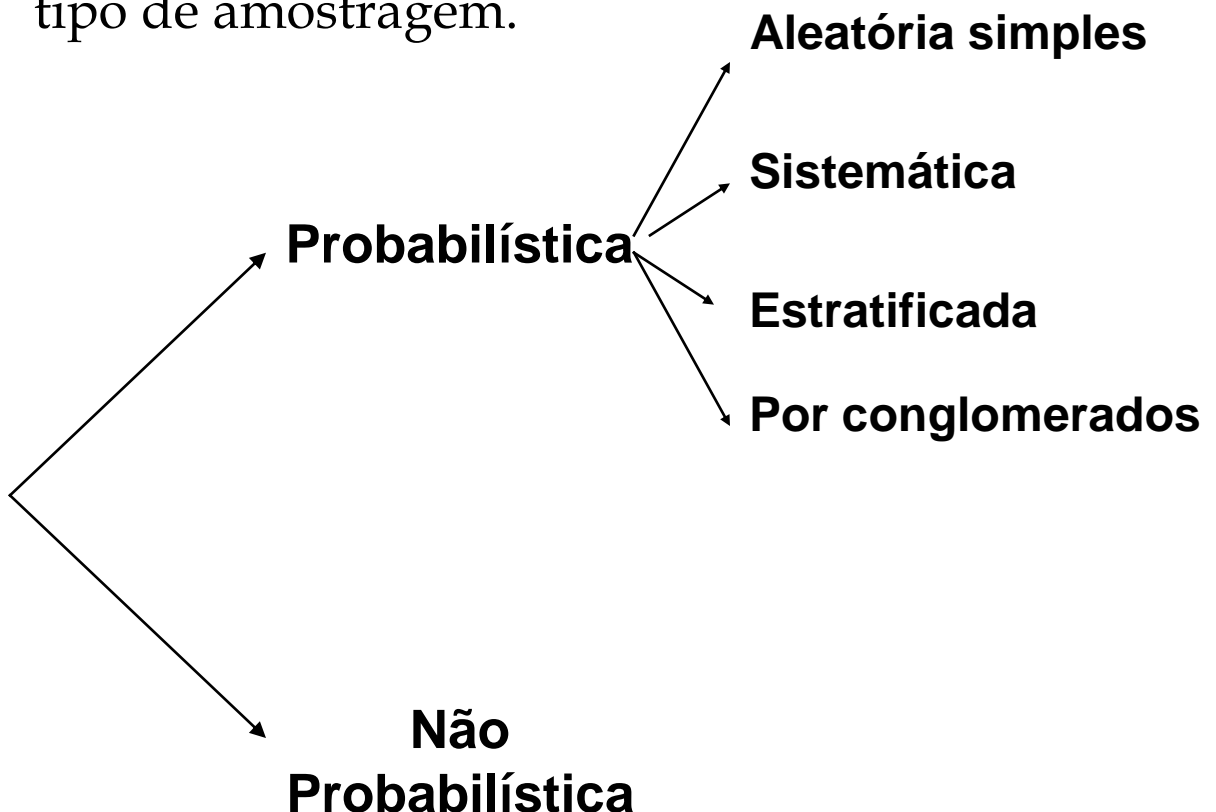 tipo de amostragem.
Aleatória simples
Sistemática
Probabilística
Estratificada
Por conglomerados
Não
Probabilística